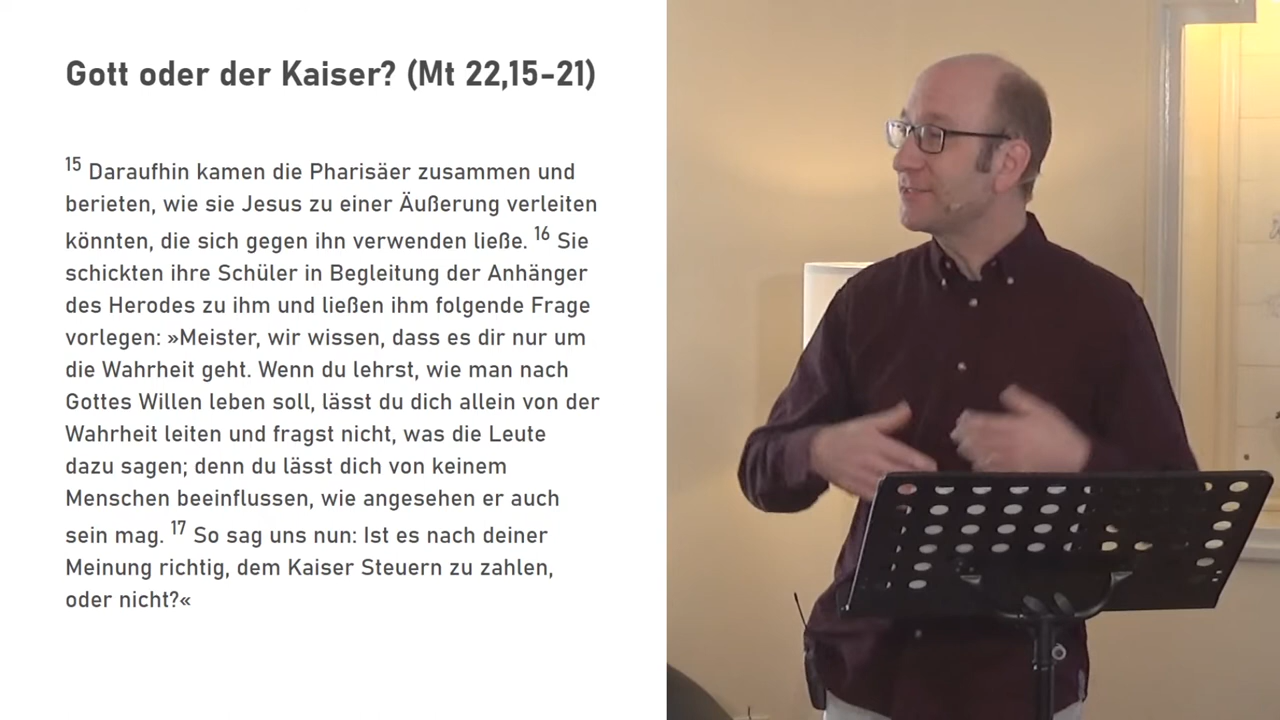 Gott oder der Kaiser? (Mt 22,15-21)
15 Daraufhin kamen die Pharisäer zusammen und
berieten, wie sie Jesus zu einer Äußerung verleiten
könnten, die sich gegen ihn verwenden ließe. 16 Sie
schickten ihre Schüler in Begleitung der Anhänger
des Herodes zu ihm und ließen ihm folgende Frage
vorlegen: »Meister, wir wissen, dass es dir nur um
die Wahrheit geht. Wenn du lehrst, wie man nach
Gottes Willen leben soll, lässt du dich allein von der
Wahrheit leiten und fragst nicht, was die Leute
dazu sagen; denn du lässt dich von keinem
Menschen beeinflussen, wie angesehen er auch
sein mag. 17 So sag uns nun: Ist es nach deiner
Meinung richtig, dem Kaiser Steuern zu zahlen,
oder nicht?«